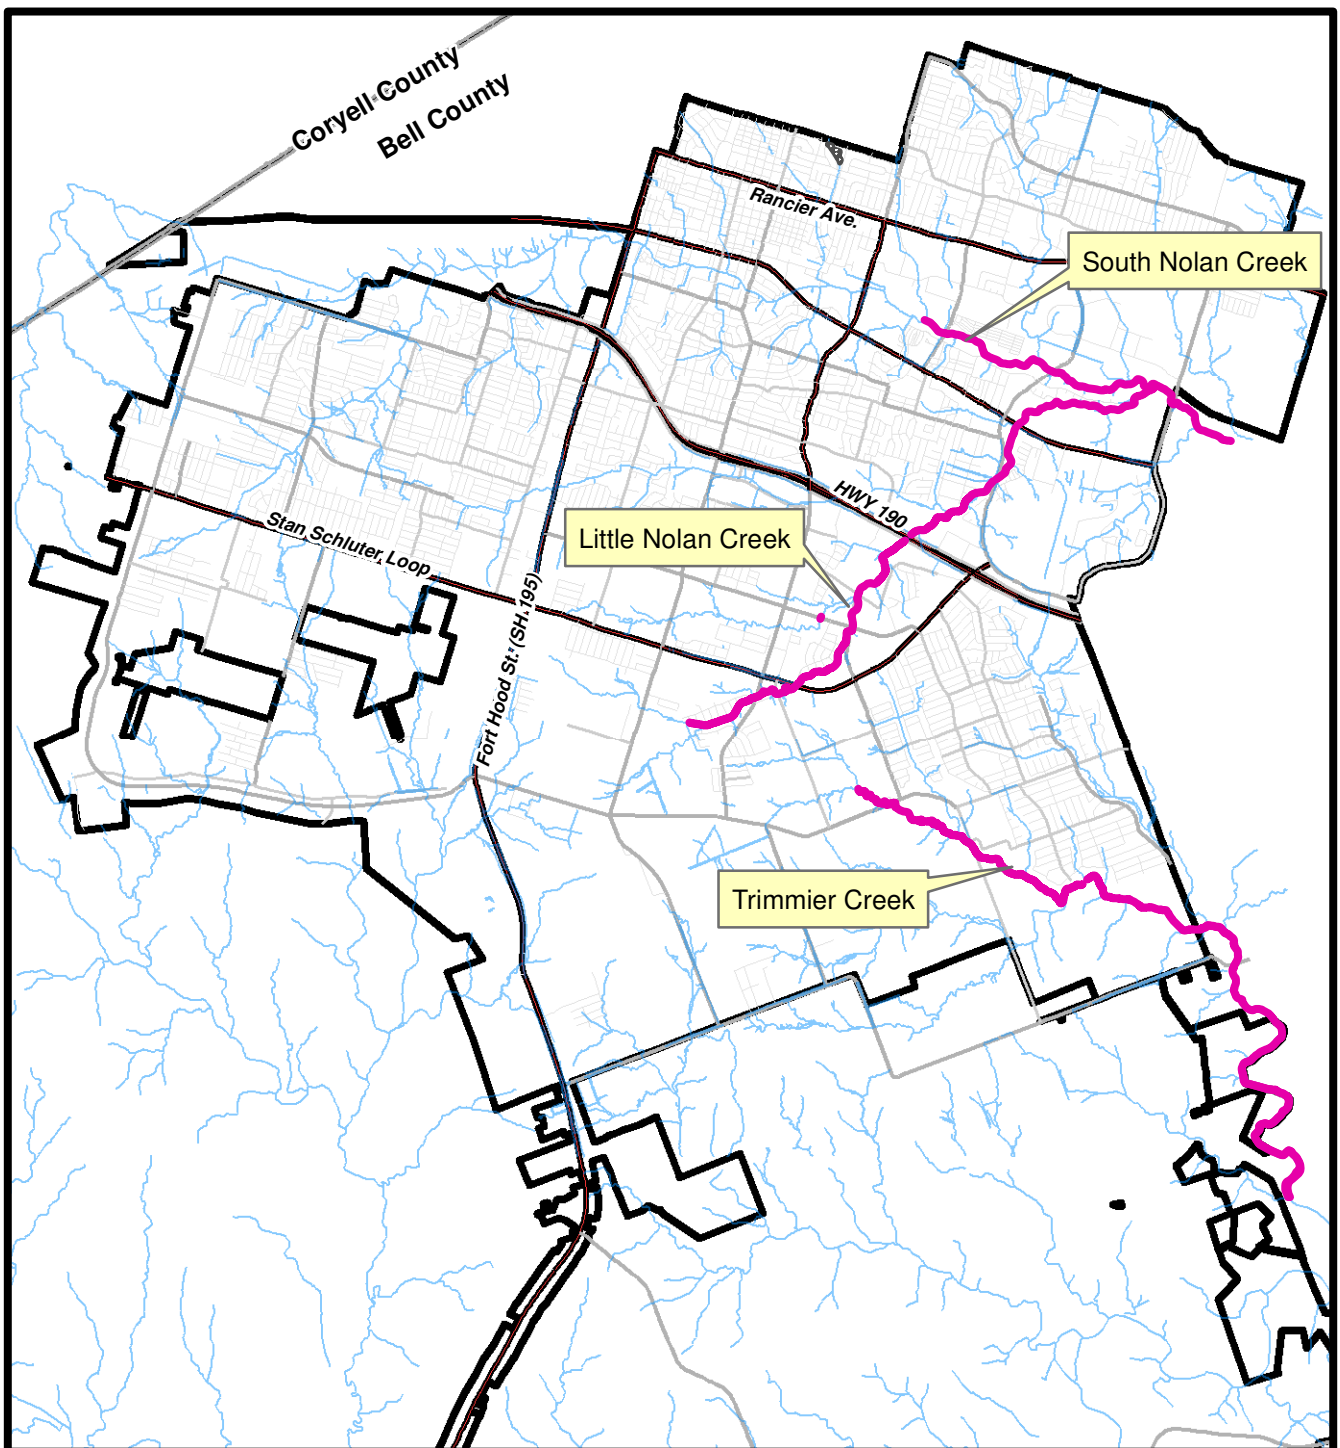 Coryell County
Bell County
Rancier Ave.
South Nolan Creek
HWY 190
Little Nolan Creek
Stan Schluter Loop
Fort Hood St. (SH 195)
Trimmier Creek